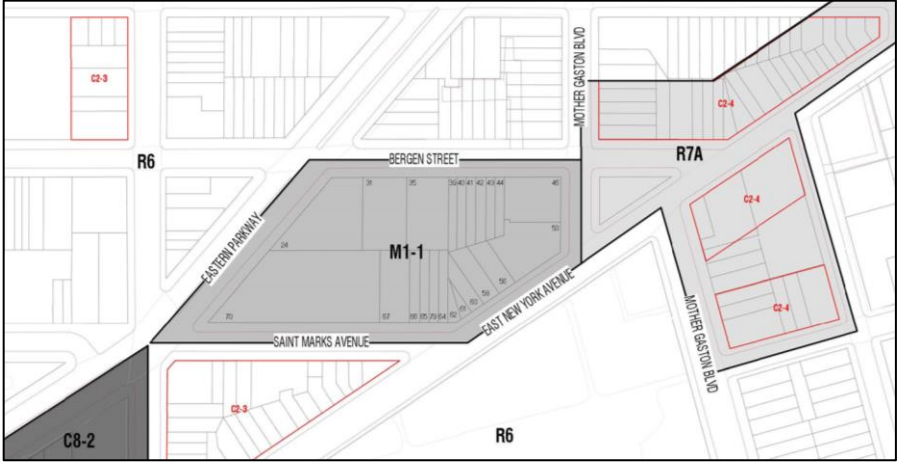 C2-3
MOTHER GASTON BLVD
C2-4
R6
BERGEN STREET
R7A
31
35
39
40
41
42
43
44
46
C2-4
EASTERN PARKWAY
50
24
M1-1
56
58
60
61
62
EAST NEW YORK AVENUE
70
67
66
65
79
64
C2-4
MOTHER GASTON BLVD
SAINT MARKS AVENUE
C2-3
R6
C8-2